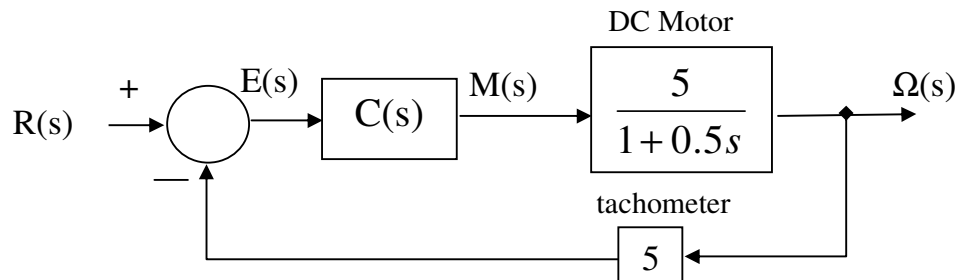 DC Motor
+
E(s)
M(s)
Ω(s)
R(s)
C(s)
5
1+0.5s
—
tachometer
5